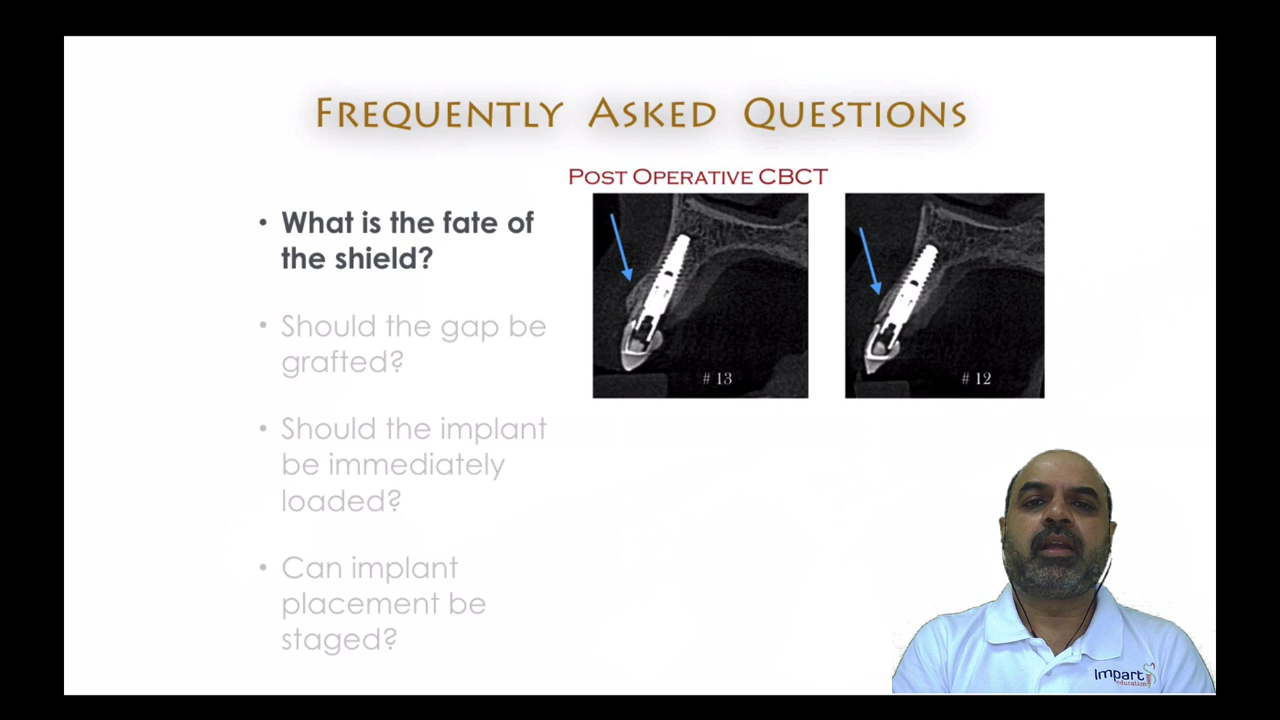 Frequently Asked Questions
Post Operative CBCT
• What is the fate of
the shield?
• Should the gap be
grafted?
• Should the implant
be immediately
loaded?
• Can implant
placement be
staged?
# 13
# 12
Impart
education